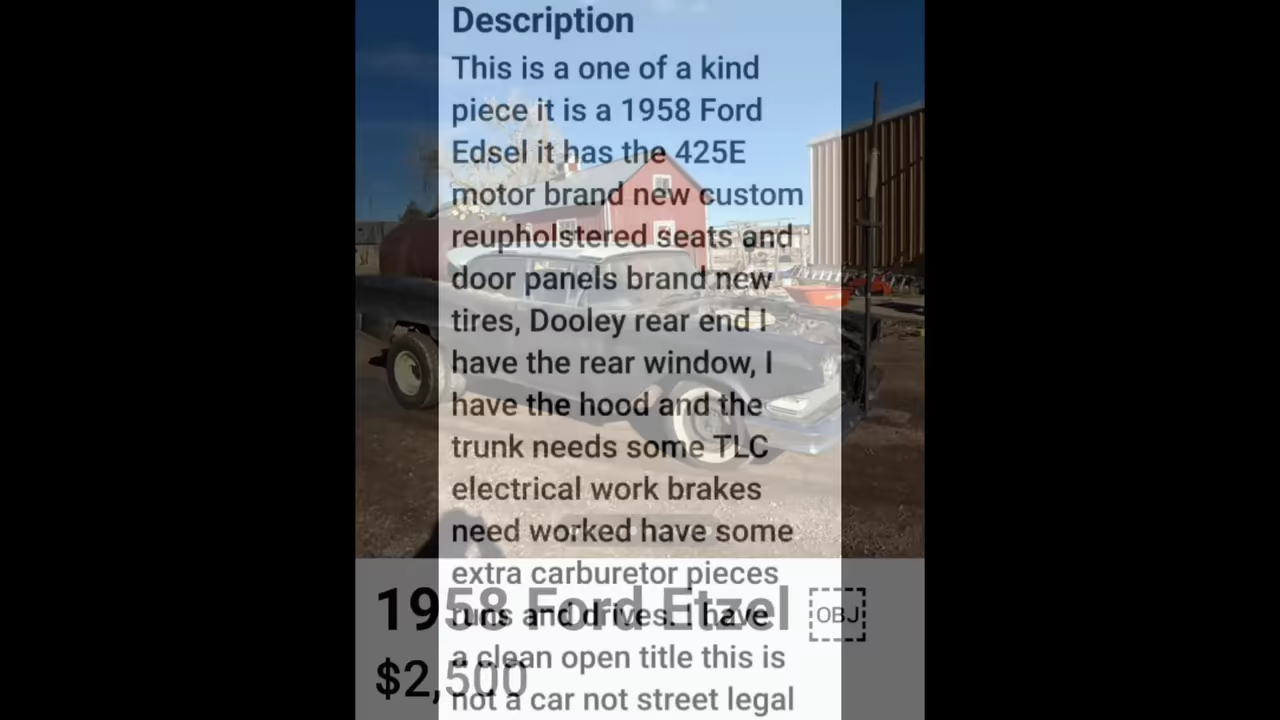 Description
This is a one of a kind
piece it is a 1958 Ford
Edsel it has the 425E
motor brand new custom
reupholstered seats and
door panels brand new
tires, Dooley rear end I
have the rear window, I
have the hood and the
trunk needs some TLC
electrical work brakes
need worked have some
extra carburetor pieces
runs and drives. I have
a clean open title this is
not a car not street legal
1958 Ford Etzel OBJ
$2,500